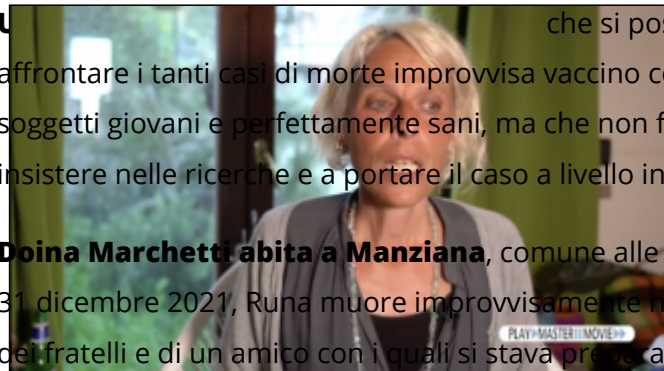 che si pos
affrontare i tanti casi di morte improvvisa vaccino co
soggetti giovani e perfettamente sani, ma che non f
insistere nelle ricerche e a portare il caso a livello in
Doina Marchetti abita a Manziana, comune alle
31 dicembre 2021, Runa muore improvvisamente n
dei fratelli e di un amico con i quali si stava prepara
PLAY MASTER MOVIE